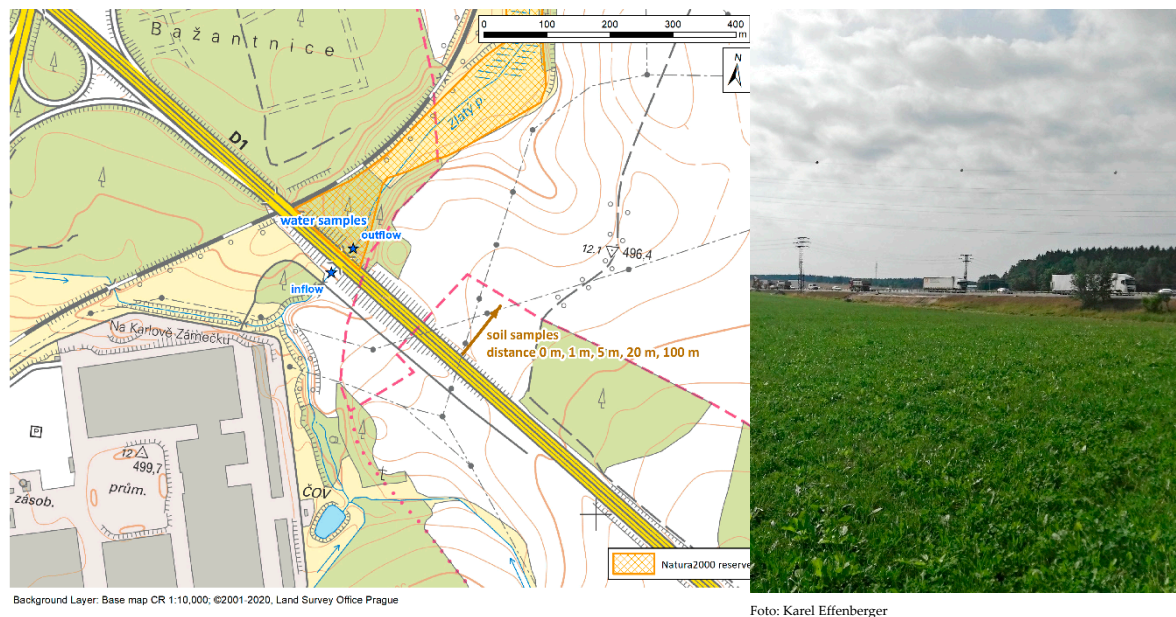 0 100 200 300 400
m
N
Bažantnice
Zlatý p.
D1
water samples
outflow
inflow
12.1 496,4
Na Karlově Zámečku
soil samples
distance 0 m, 1 m, 5 m, 20 m, 100 m
12
499,7
prům.
zásob.
ČOV
Natura2000 reserve
Background Layer: Base map CR 1:10,000; ©2001-2020, Land Survey Office Prague
Foto: Karel Effenberger